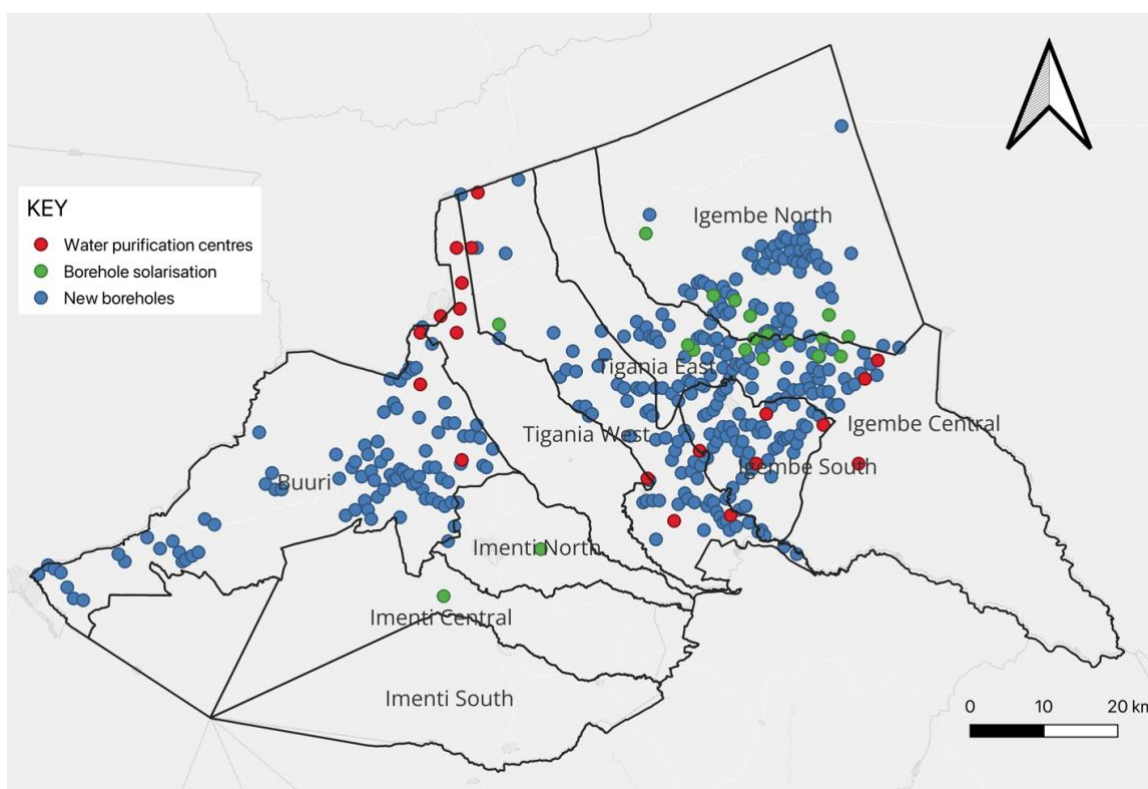 KEY
Water purification centres
Borehole solarisation
New boreholes
Igembe North
Tigania East
Tigania West
Igembe Central
Igembe South
Buuri
Imenti North
Imenti Central
Imenti South
0 10 20 km